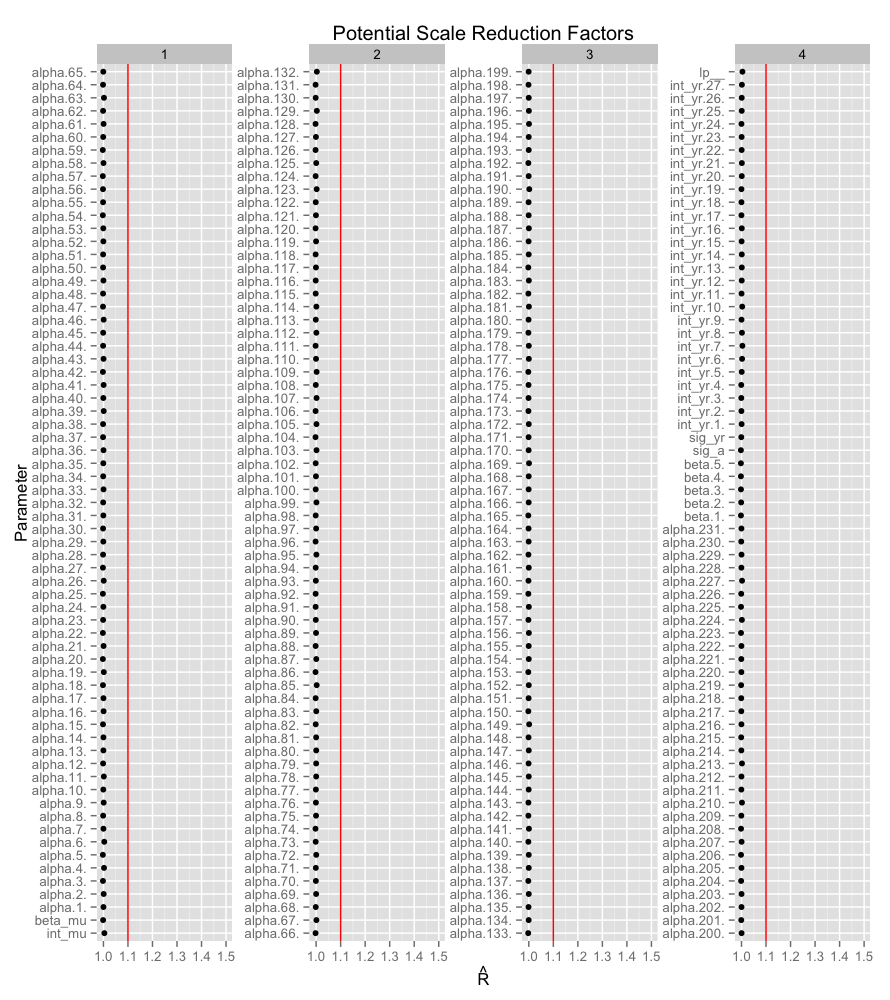 Potential Scale Reduction Factors
1 2 3 4
alpha.65. alpha.132. alpha.199. lp__
alpha.64. alpha.131. alpha.198. int_yr.27.
alpha.63. alpha.130. alpha.197. int_yr.26.
alpha.62. alpha.129. alpha.196. int_yr.25.
alpha.61. alpha.128. alpha.195. int_yr.24.
alpha.60. alpha.127. alpha.194. int_yr.23.
alpha.59. alpha.126. alpha.193. int_yr.22.
alpha.58. alpha.125. alpha.192. int_yr.21.
alpha.57. alpha.124. alpha.191. int_yr.20.
alpha.56. alpha.123. alpha.190. int_yr.19.
alpha.55. alpha.122. alpha.189. int_yr.18.
alpha.54. alpha.121. alpha.188. int_yr.17.
alpha.53. alpha.120. alpha.187. int_yr.16.
alpha.52. alpha.119. alpha.186. int_yr.15.
alpha.51. alpha.118. alpha.185. int_yr.14.
alpha.50. alpha.117. alpha.184. int_yr.13.
alpha.49. alpha.116. alpha.183. int_yr.12.
alpha.48. alpha.115. alpha.182. int_yr.11.
alpha.47. alpha.114. alpha.181. int_yr.10.
alpha.46. alpha.113. alpha.180. int_yr.9.
alpha.45. alpha.112. alpha.179. int_yr.8.
alpha.44. alpha.111. alpha.178. int_yr.7.
alpha.43. alpha.110. alpha.177. int_yr.6.
alpha.42. alpha.109. alpha.176. int_yr.5.
alpha.41. alpha.108. alpha.175. int_yr.4.
alpha.40. alpha.107. alpha.174. int_yr.3.
alpha.39. alpha.106. alpha.173. int_yr.2.
alpha.38. alpha.105. alpha.172. int_yr.1.
alpha.37. alpha.104. alpha.171. sig_yr
alpha.36. alpha.103. alpha.170. sig_a
alpha.35. alpha.102. alpha.169. beta.5.
alpha.34. alpha.101. alpha.168. beta.4.
alpha.33. alpha.100. alpha.167. beta.3.
alpha.32. alpha.99. alpha.166. beta.2.
alpha.31. alpha.98. alpha.165. beta.1.
alpha.30. alpha.97. alpha.164. alpha.231.
alpha.29. alpha.96. alpha.163. alpha.230.
alpha.28. alpha.95. alpha.162. alpha.229.
alpha.27. alpha.94. alpha.161. alpha.228.
alpha.26. alpha.93. alpha.160. alpha.227.
alpha.25. alpha.92. alpha.159. alpha.226.
alpha.24. alpha.91. alpha.158. alpha.225.
alpha.23. alpha.90. alpha.157. alpha.224.
alpha.22. alpha.89. alpha.156. alpha.223.
alpha.21. alpha.88. alpha.155. alpha.222.
alpha.20. alpha.87. alpha.154. alpha.221.
alpha.19. alpha.86. alpha.153. alpha.220.
alpha.18. alpha.85. alpha.152. alpha.219.
alpha.17. alpha.84. alpha.151. alpha.218.
alpha.16. alpha.83. alpha.150. alpha.217.
alpha.15. alpha.82. alpha.149. alpha.216.
alpha.14. alpha.81. alpha.148. alpha.215.
alpha.13. alpha.80. alpha.147. alpha.214.
alpha.12. alpha.79. alpha.146. alpha.213.
alpha.11. alpha.78. alpha.145. alpha.212.
alpha.10. alpha.77. alpha.144. alpha.211.
alpha.9. alpha.76. alpha.143. alpha.210.
alpha.8. alpha.75. alpha.142. alpha.209.
alpha.7. alpha.74. alpha.141. alpha.208.
alpha.6. alpha.73. alpha.140. alpha.207.
alpha.5. alpha.72. alpha.139. alpha.206.
alpha.4. alpha.71. alpha.138. alpha.205.
alpha.3. alpha.70. alpha.137. alpha.204.
alpha.2. alpha.69. alpha.136. alpha.203.
alpha.1. alpha.68. alpha.135. alpha.202.
beta_mu alpha.67. alpha.134. alpha.201.
int_mu alpha.66. alpha.133. alpha.200.
Parameter
1.0 1.1 1.2 1.3 1.4 1.5 1.0 1.1 1.2 1.3 1.4 1.5 1.0 1.1 1.2 1.3 1.4 1.5 1.0 1.1 1.2 1.3 1.4 1.5
R̂